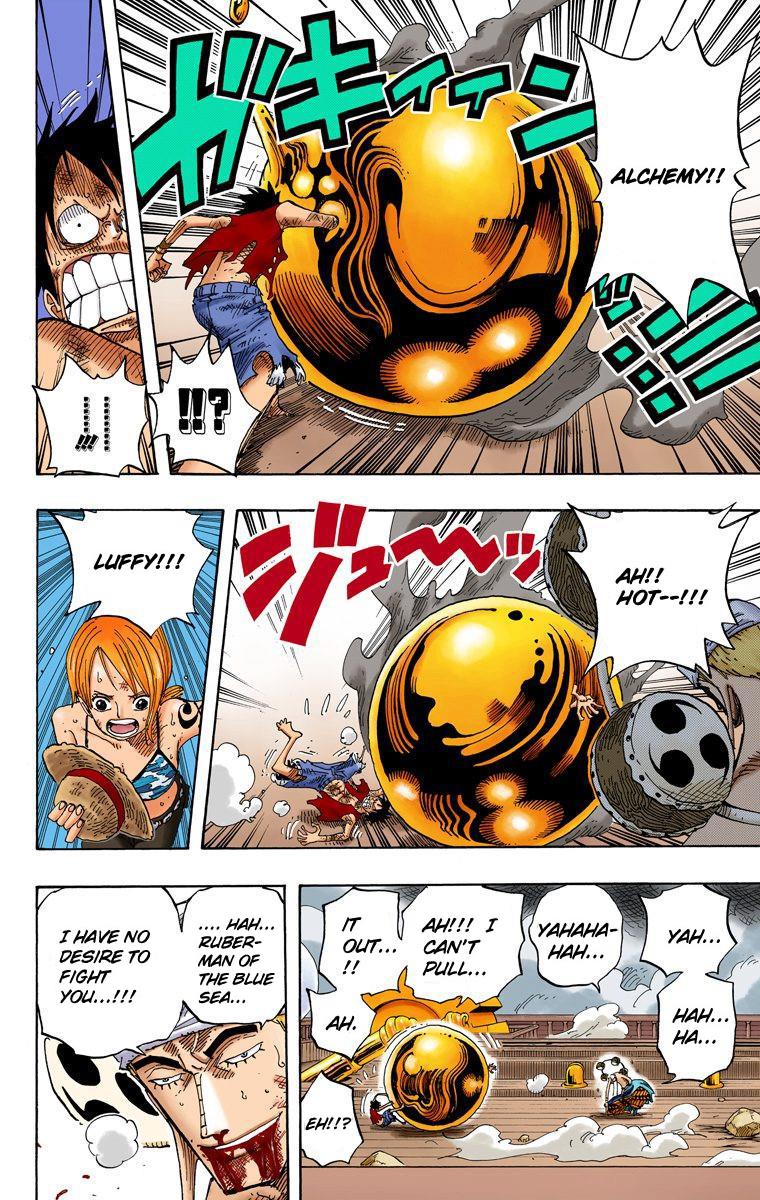 ガキィィン
ALCHEMY!!
!!?
!!!
ジュ〜〜ッ
AH!!
HOT--!!!
LUFFY!!!
YAH...
HAH...
HA...
YAHAHA-
HAH...
AH!!! I
CAN'T
PULL...
IT
OUT...
!!
AH.
EH!!?
.... HAH...
RUBER-
MAN OF
THE BLUE
SEA...
I HAVE NO
DESIRE TO
FIGHT
YOU...!!!